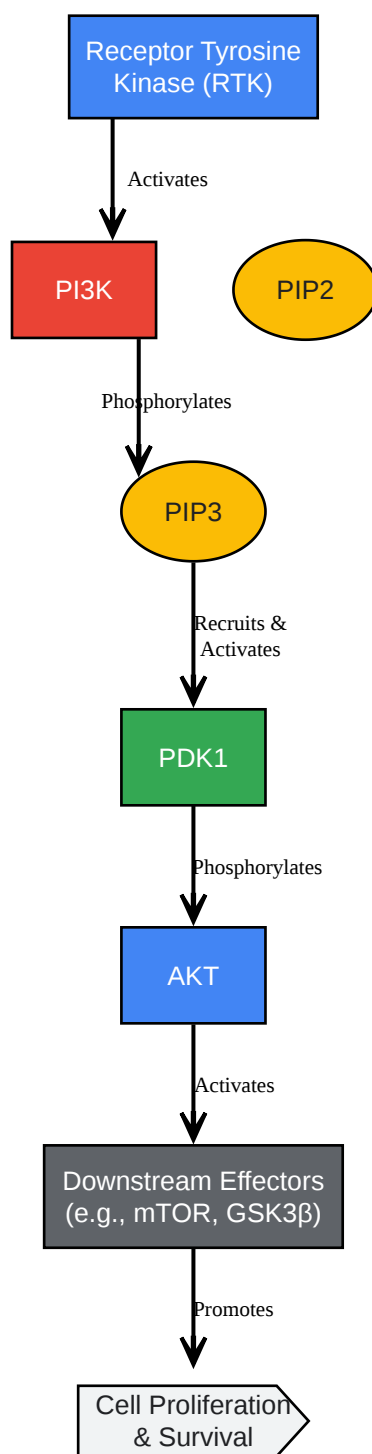 Receptor Tyrosine
Kinase (RTK)
Activates
PI3K
PIP2
Phosphorylates
PIP3
Recruits &
Activates
PDK1
Phosphorylates
AKT
Activates
Downstream Effectors
(e.g., mTOR, GSK3β)
Promotes
Cell Proliferation
& Survival